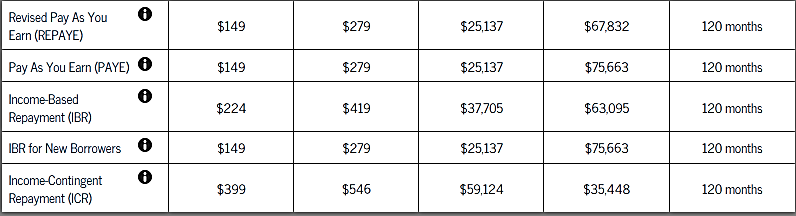 Revised Pay As You
Earn (REPAYE)
$149 $279 $25,137 $67,832 120 months
Pay As You Earn (PAYE) $149 $279 $25,137 $75,663 120 months
Income-Based
Repayment (IBR)
$224 $419 $37,705 $63,095 120 months
IBR for New Borrowers $149 $279 $25,137 $75,663 120 months
Income-Contingent
Repayment (ICR)
$399 $546 $59,124 $35,448 120 months